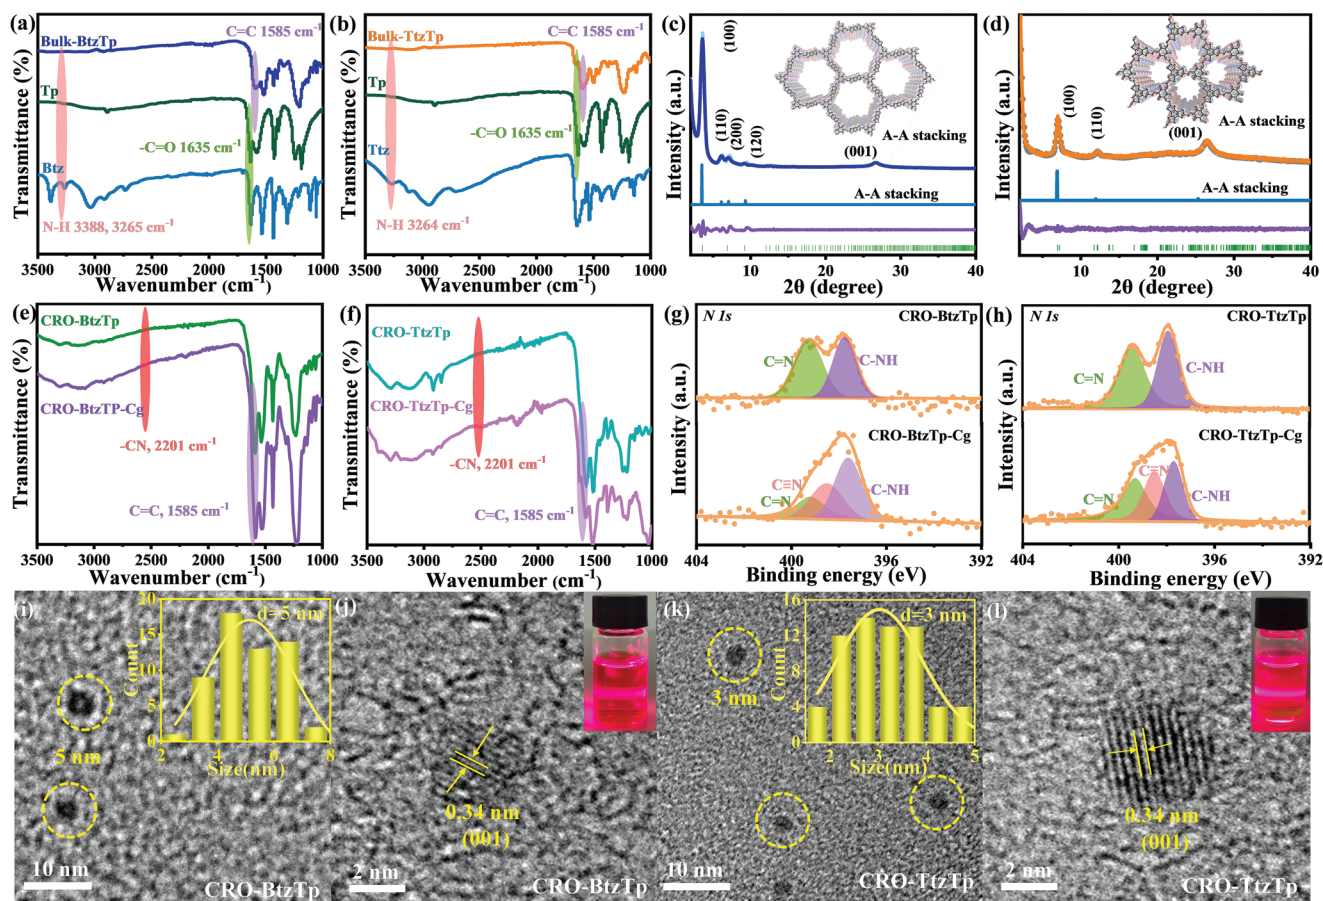 (a)
Bulk-BtzTp
C=C 1585 cm-1
Tp
-C=O 1635 cm-1
Btz
N-H 3388, 3265 cm-1
Transmittance (%)
3500 3000 2500 2000 1500 1000
Wavenumber (cm-1)
(b)
Bulk-TtzTp
C=C 1585 cm-1
Tp
-C=O 1635 cm-1
Ttz
N-H 3264 cm-1
Transmittance (%)
3500 3000 2500 2000 1500 1000
Wavenumber (cm-1)
(c)
(100)
(110)
(200)
(120)
A-A stacking
(001)
A-A stacking
Intensity (a.u.)
10 20 30 40
2θ (degree)
(d)
(100)
(110)
(001)
A-A stacking
A-A stacking
Intensity (a.u.)
10 20 30 40
2θ (degree)
(e)
CRO-BtzTp
CRO-BtzTP-Cg
-CN, 2201 cm-1
C=C, 1585 cm-1
Transmittance (%)
3500 3000 2500 2000 1500 1000
Wavenumber (cm-1)
(f)
CRO-TtzTp
CRO-TtzTp-Cg
-CN, 2201 cm-1
C=C, 1585 cm-1
Transmittance (%)
3500 3000 2500 2000 1500 1000
Wavenumber (cm-1)
(g)
N 1s
CRO-BtzTp
C=N
C-NH
CRO-BtzTp-Cg
C≡N
C=N
C-NH
Intensity (a.u.)
404 400 396 392
Binding energy (eV)
(h)
N 1s
CRO-TtzTp
C=N
C-NH
CRO-TtzTp-Cg
C≡N
C=N
C-NH
Intensity (a.u.)
404 400 396 392
Binding energy (eV)
(i)
d=5 nm
Count
20
15
10
5
0
2 4 6 8
Size(nm)
5 nm
10 nm
CRO-BtzTp
(j)
0.34 nm
(001)
2 nm
CRO-BtzTp
(k)
d=3 nm
Count
16
12
8
4
0
2 3 4 5
Size(nm)
3 nm
10 nm
CRO-TtzTp
(l)
0.34 nm
(001)
2 nm
CRO-TtzTp